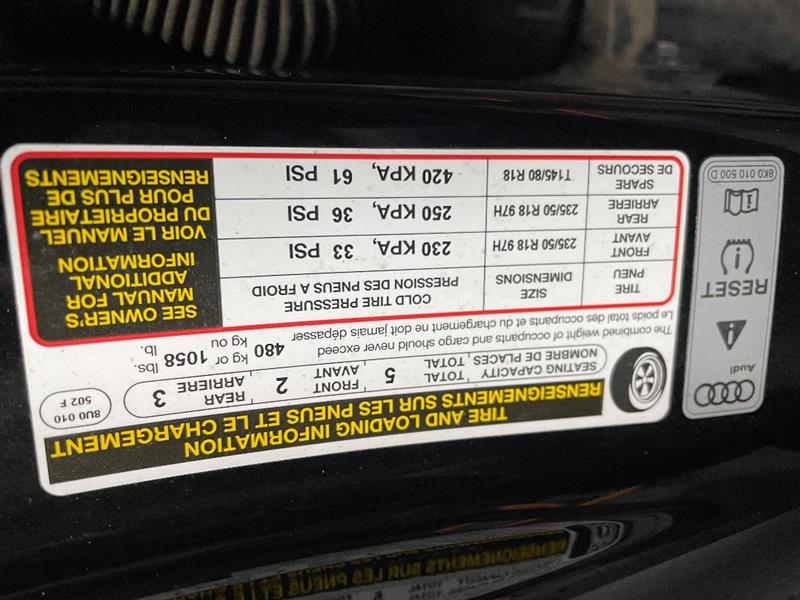 TIRE AND LOADING INFORMATION
RENSEIGNEMENTS SUR LES PNEUS ET LE CHARGEMENT
SEATING CAPACITY TOTAL 5 FRONT 2 REAR 3
NOMBRE DE PLACES TOTAL AVANT ARRIERE
8U0 010
502 F
The combined weight of occupants and cargo should never exceed 480 kg or 1058 lbs.
Le poids total des occupants et du chargement ne doit jamais dépasser kg ou lb.
TIRE SIZE COLD TIRE PRESSURE
PNEU DIMENSIONS PRESSION DES PNEUS A FROID
FRONT
AVANT 235/50 R18 97H 230 KPA, 33 PSI
REAR
ARRIERE 235/50 R18 97H 250 KPA, 36 PSI
SPARE
DE SECOURS T145/80 R18 420 KPA, 61 PSI
SEE OWNER'S
MANUAL FOR
ADDITIONAL
INFORMATION
VOIR LE MANUEL
DU PROPRIETAIRE
POUR PLUS DE
RENSEIGNEMENTS
Audi
RESET
8K0 010 500 D
RENSEIGNEMENTS SUR LES PNEUS ET LE